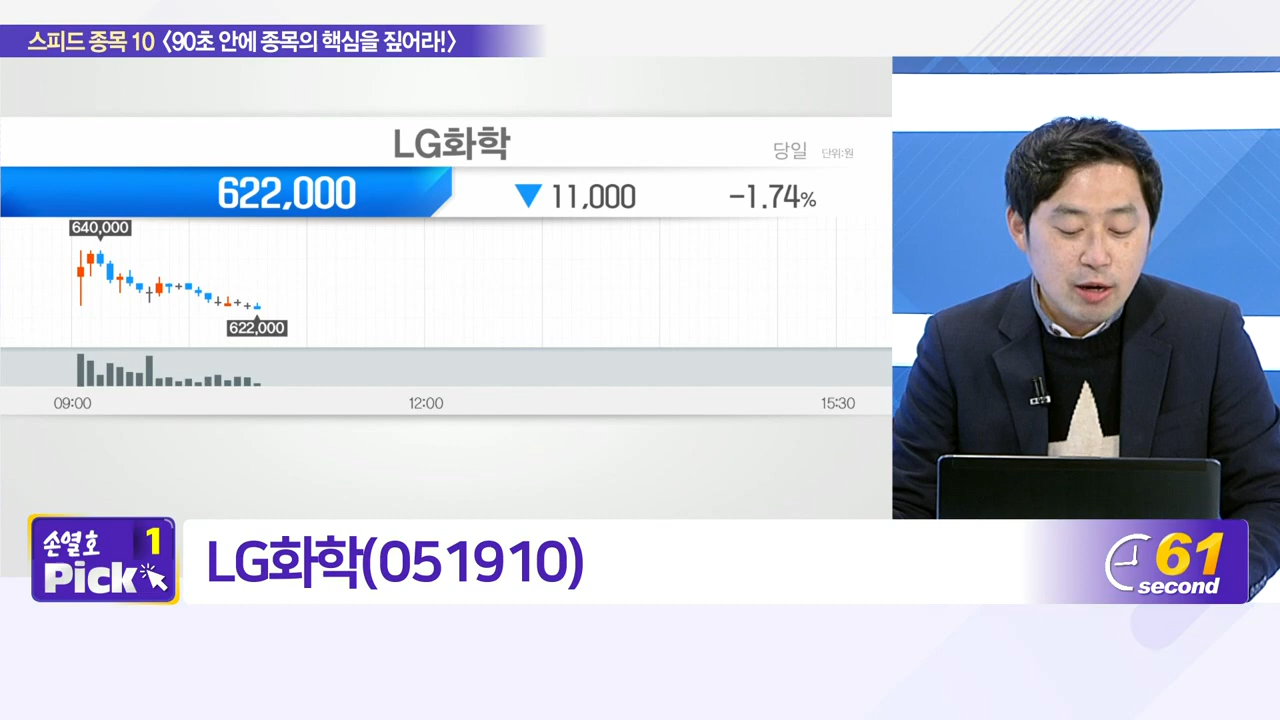 스피드 종목 10 〈90초 안에 종목의 핵심을 짚어라!〉
LG화학
당일 단위:원
622,000 ▼ 11,000 -1.74%
640,000
622,000
09:00 12:00 15:30
손열호 1
Pick
LG화학(051910)
61
second